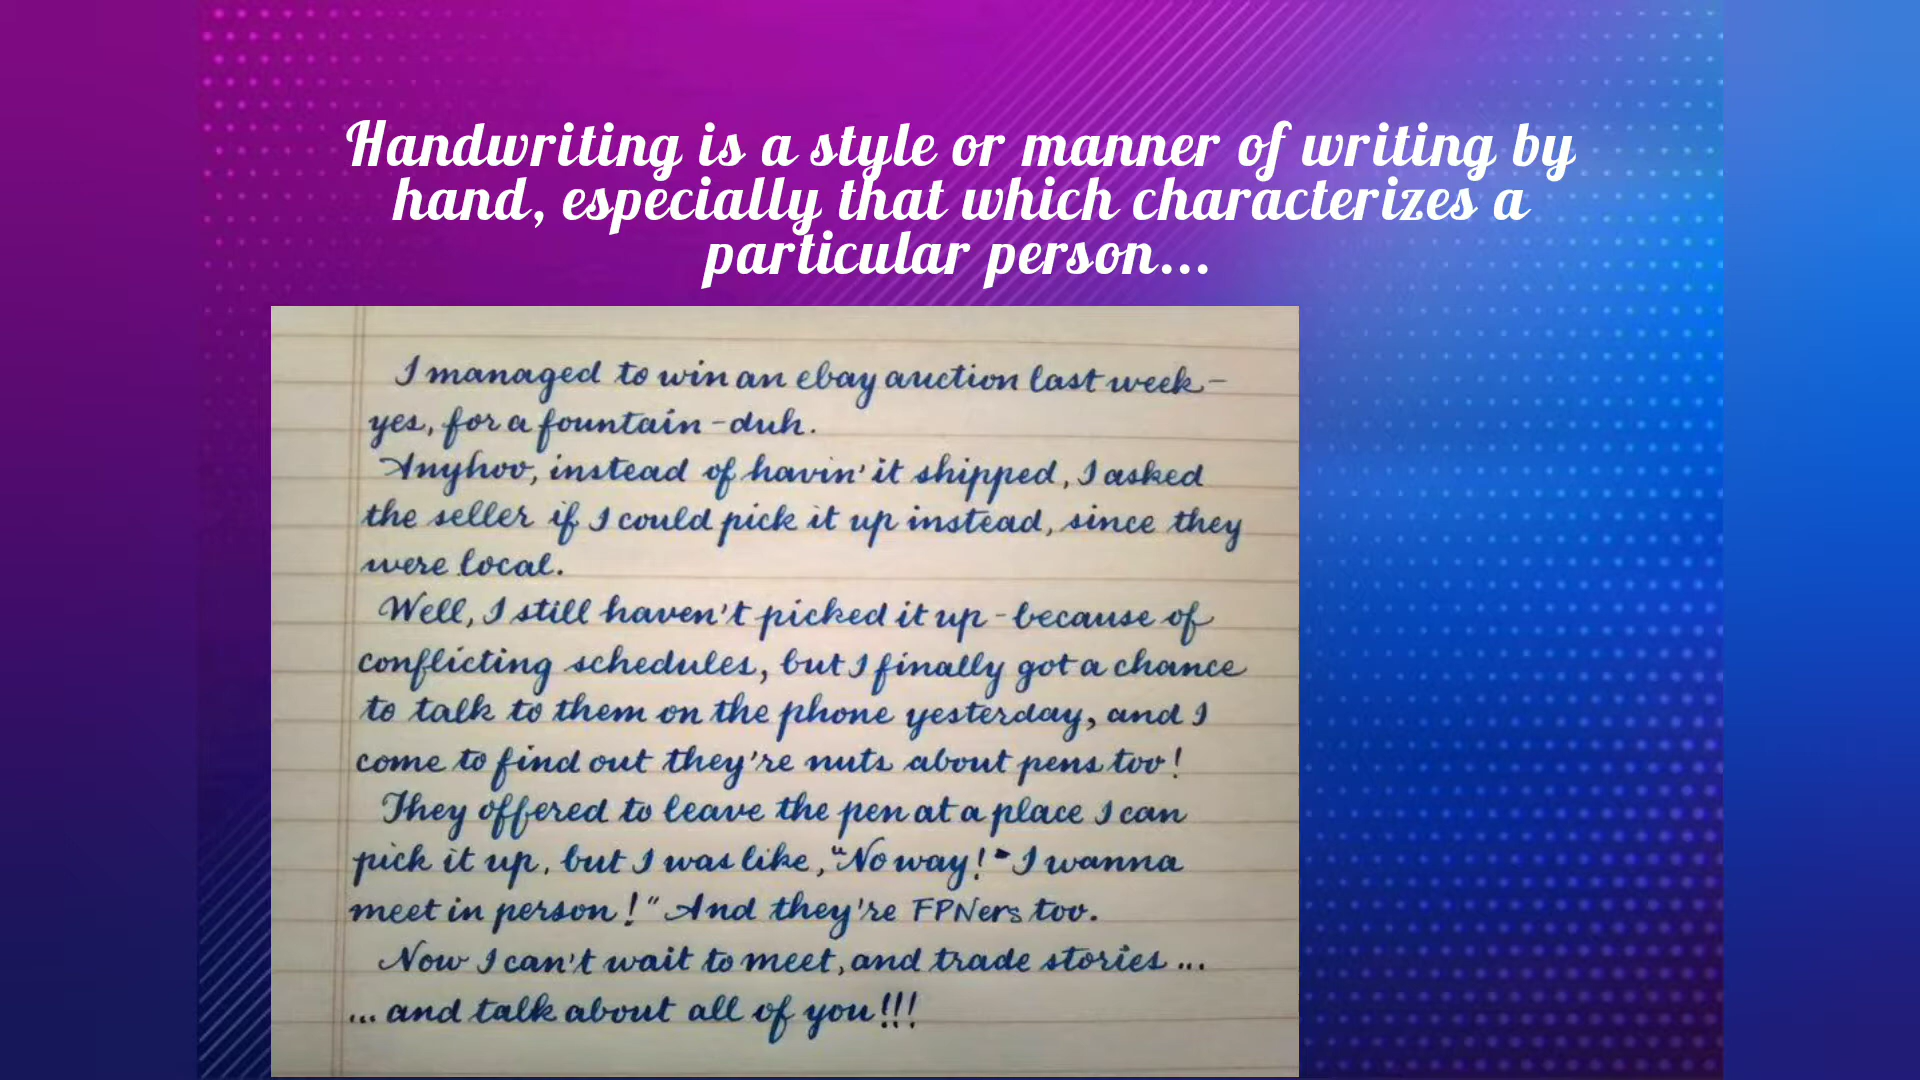 Handwriting is a style or manner of writing by
hand, especially that which characterizes a
particular person...
I managed to win an ebay auction last week-
yes, for a fountain - duh.
Anyhoo, instead of havin' it shipped, I asked
the seller if I could pick it up instead, since they
were local.
Well, I still haven't picked it up - because of
conflicting schedules, but I finally got a chance
to talk to them on the phone yesterday, and I
come to find out they're nuts about pens too!
They offered to leave the pen at a place I can
pick it up, but I was like, "No way!" I wanna
meet in person!" And they're FPNers too.
Now I can't wait to meet, and trade stories ...
... and talk about all of you!!!